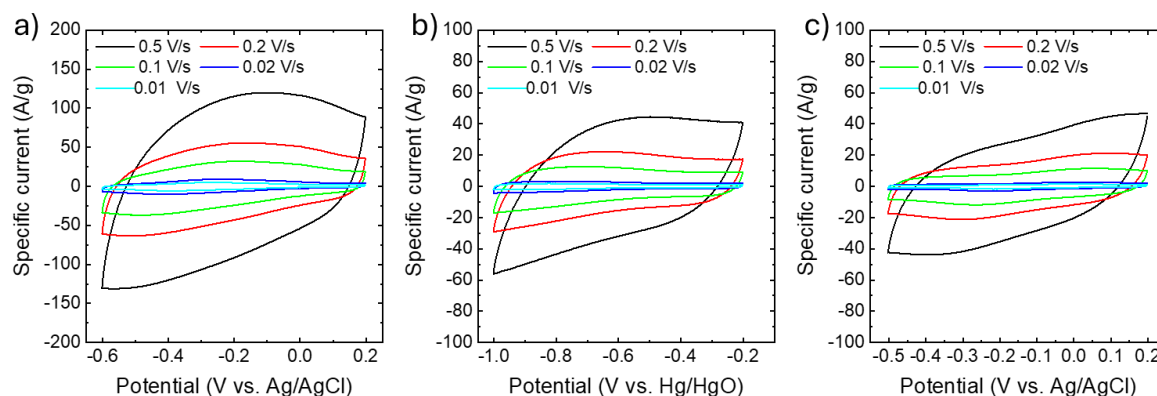 a)
200
150
100
50
0
-50
-100
-150
-200
Specific current (A/g)
0.5 V/s
0.2 V/s
0.1 V/s
0.02 V/s
0.01 V/s
-0.6
-0.4
-0.2
0.0
0.2
Potential (V vs. Ag/AgCl)
b)
100
80
60
40
20
0
-20
-40
-60
-80
-100
Specific current (A/g)
0.5 V/s
0.2 V/s
0.1 V/s
0.02 V/s
0.01 V/s
-1.0
-0.8
-0.6
-0.4
-0.2
Potential (V vs. Hg/HgO)
c)
100
80
60
40
20
0
-20
-40
-60
-80
-100
Specific current (A/g)
0.5 V/s
0.2 V/s
0.1 V/s
0.02 V/s
0.01 V/s
-0.5
-0.4
-0.3
-0.2
-0.1
0.0
0.1
0.2
Potential (V vs. Ag/AgCl)